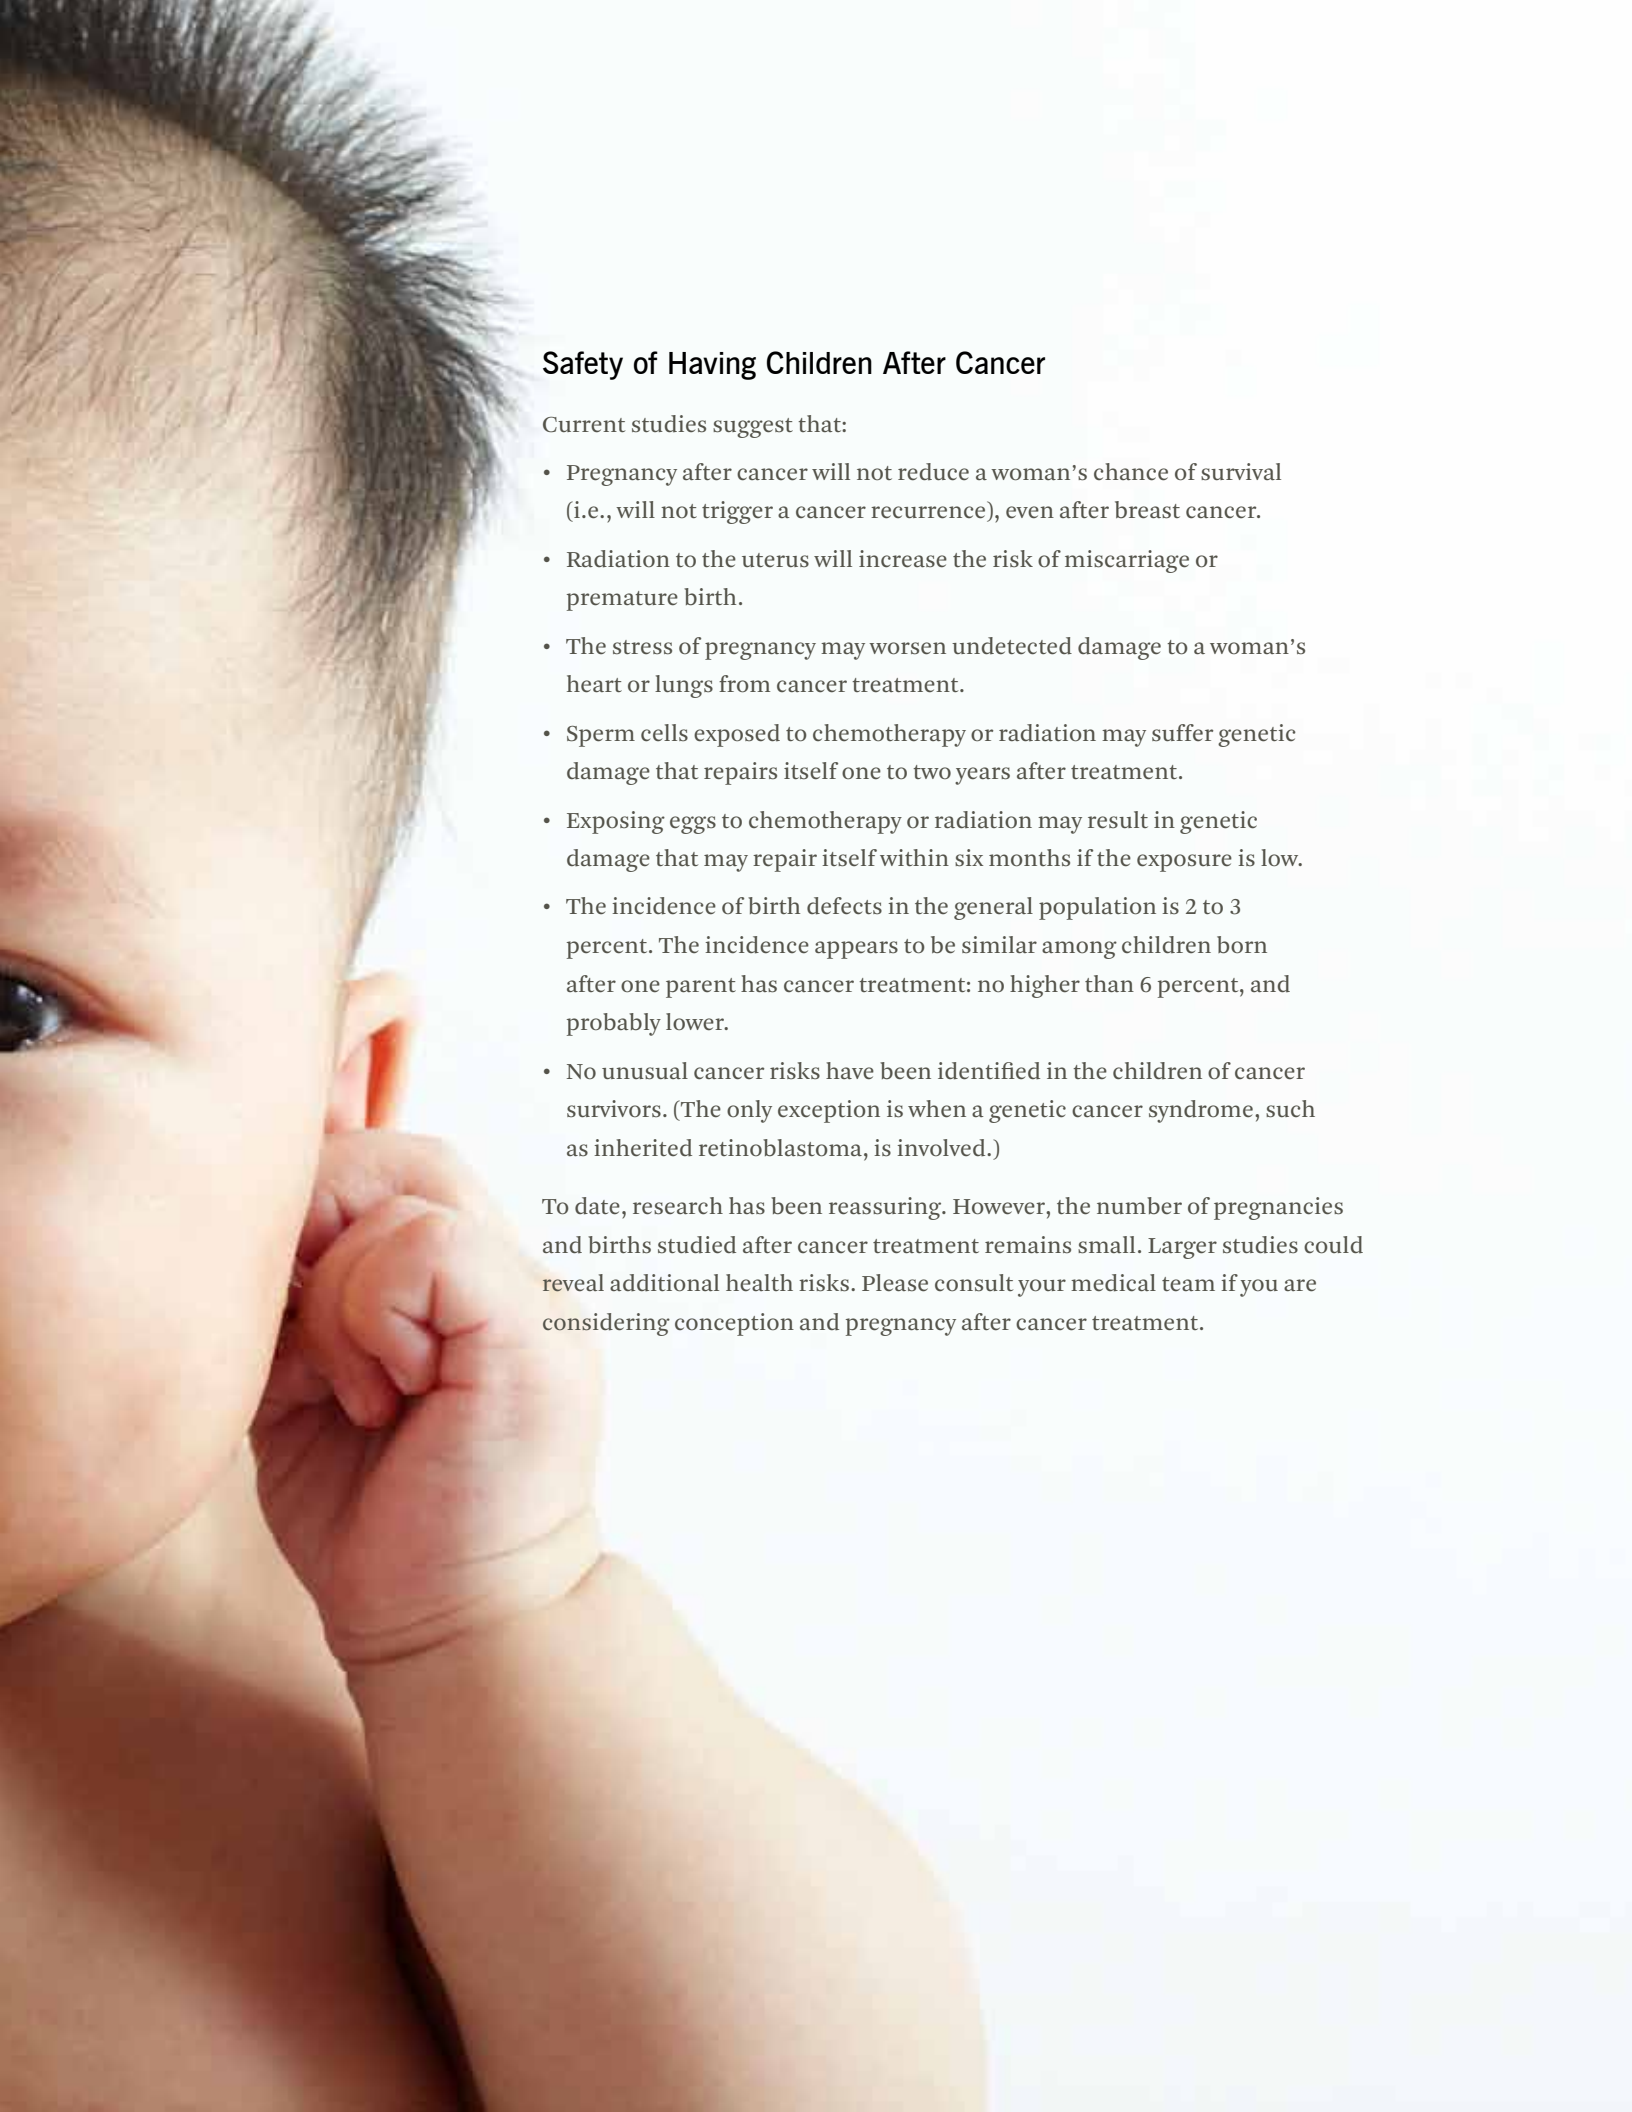 Safety of Having Children After Cancer
Current studies suggest that:
• Pregnancy after cancer will not reduce a woman’s chance of survival
(i.e., will not trigger a cancer recurrence), even after breast cancer.
• Radiation to the uterus will increase the risk of miscarriage or
premature birth.
• The stress of pregnancy may worsen undetected damage to a woman’s
heart or lungs from cancer treatment.
• Sperm cells exposed to chemotherapy or radiation may suffer genetic
damage that repairs itself one to two years after treatment.
• Exposing eggs to chemotherapy or radiation may result in genetic
damage that may repair itself within six months if the exposure is low.
• The incidence of birth defects in the general population is 2 to 3
percent. The incidence appears to be similar among children born
after one parent has cancer treatment: no higher than 6 percent, and
probably lower.
• No unusual cancer risks have been identified in the children of cancer
survivors. (The only exception is when a genetic cancer syndrome, such
as inherited retinoblastoma, is involved.)
To date, research has been reassuring. However, the number of pregnancies
and births studied after cancer treatment remains small. Larger studies could
reveal additional health risks. Please consult your medical team if you are
considering conception and pregnancy after cancer treatment.